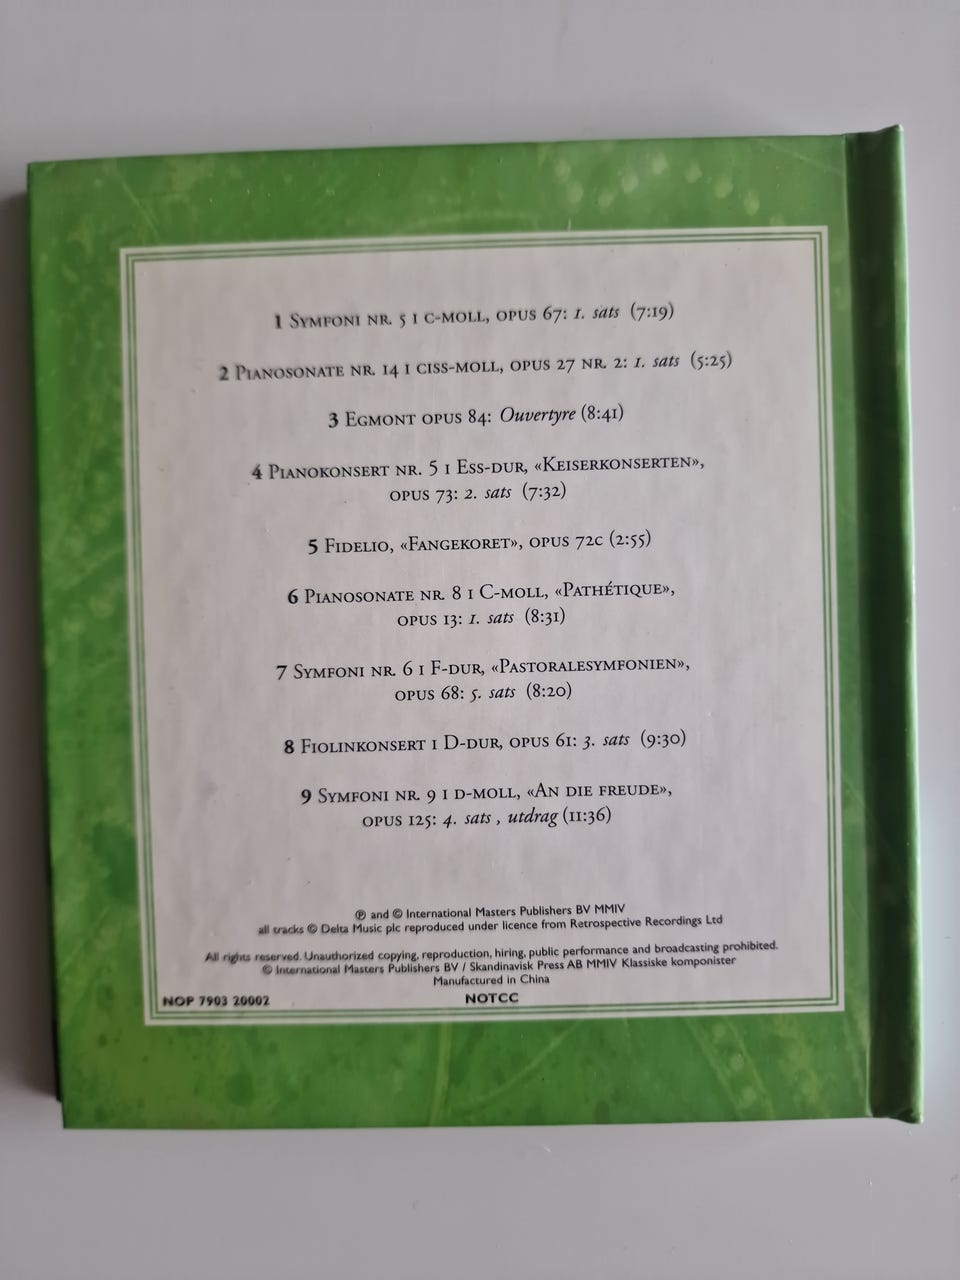 1 Symfoni nr. 5 i c-moll, opus 67: 1. sats (7:19)
2 Pianosonate nr. 14 i ciss-moll, opus 27 nr. 2: 1. sats (5:25)
3 Egmont opus 84: Ouvertyre (8:41)
4 Pianokonsert nr. 5 i Ess-dur, «Keiserkonserten»,
opus 73: 2. sats (7:32)
5 Fidelio, «Fangekoret», opus 72c (2:55)
6 Pianosonate nr. 8 i C-moll, «Pathétique»,
opus 13: 1. sats (8:31)
7 Symfoni nr. 6 i F-dur, «Pastoralesymfonien»,
opus 68: 5. sats (8:20)
8 Fiolinkonsert i D-dur, opus 61: 3. sats (9:30)
9 Symfoni nr. 9 i d-moll, «An die freude»,
opus 125: 4. sats , utdrag (11:36)
℗ and © International Masters Publishers BV MMIV
all tracks © Delta Music plc reproduced under licence from Retrospective Recordings Ltd
All rights reserved. Unauthorized copying, reproduction, hiring, public performance and broadcasting prohibited.
© International Masters Publishers BV / Skandinavisk Press AB MMIV Klassiske komponister
Manufactured in China
NOP 7903 20002 NOTCC